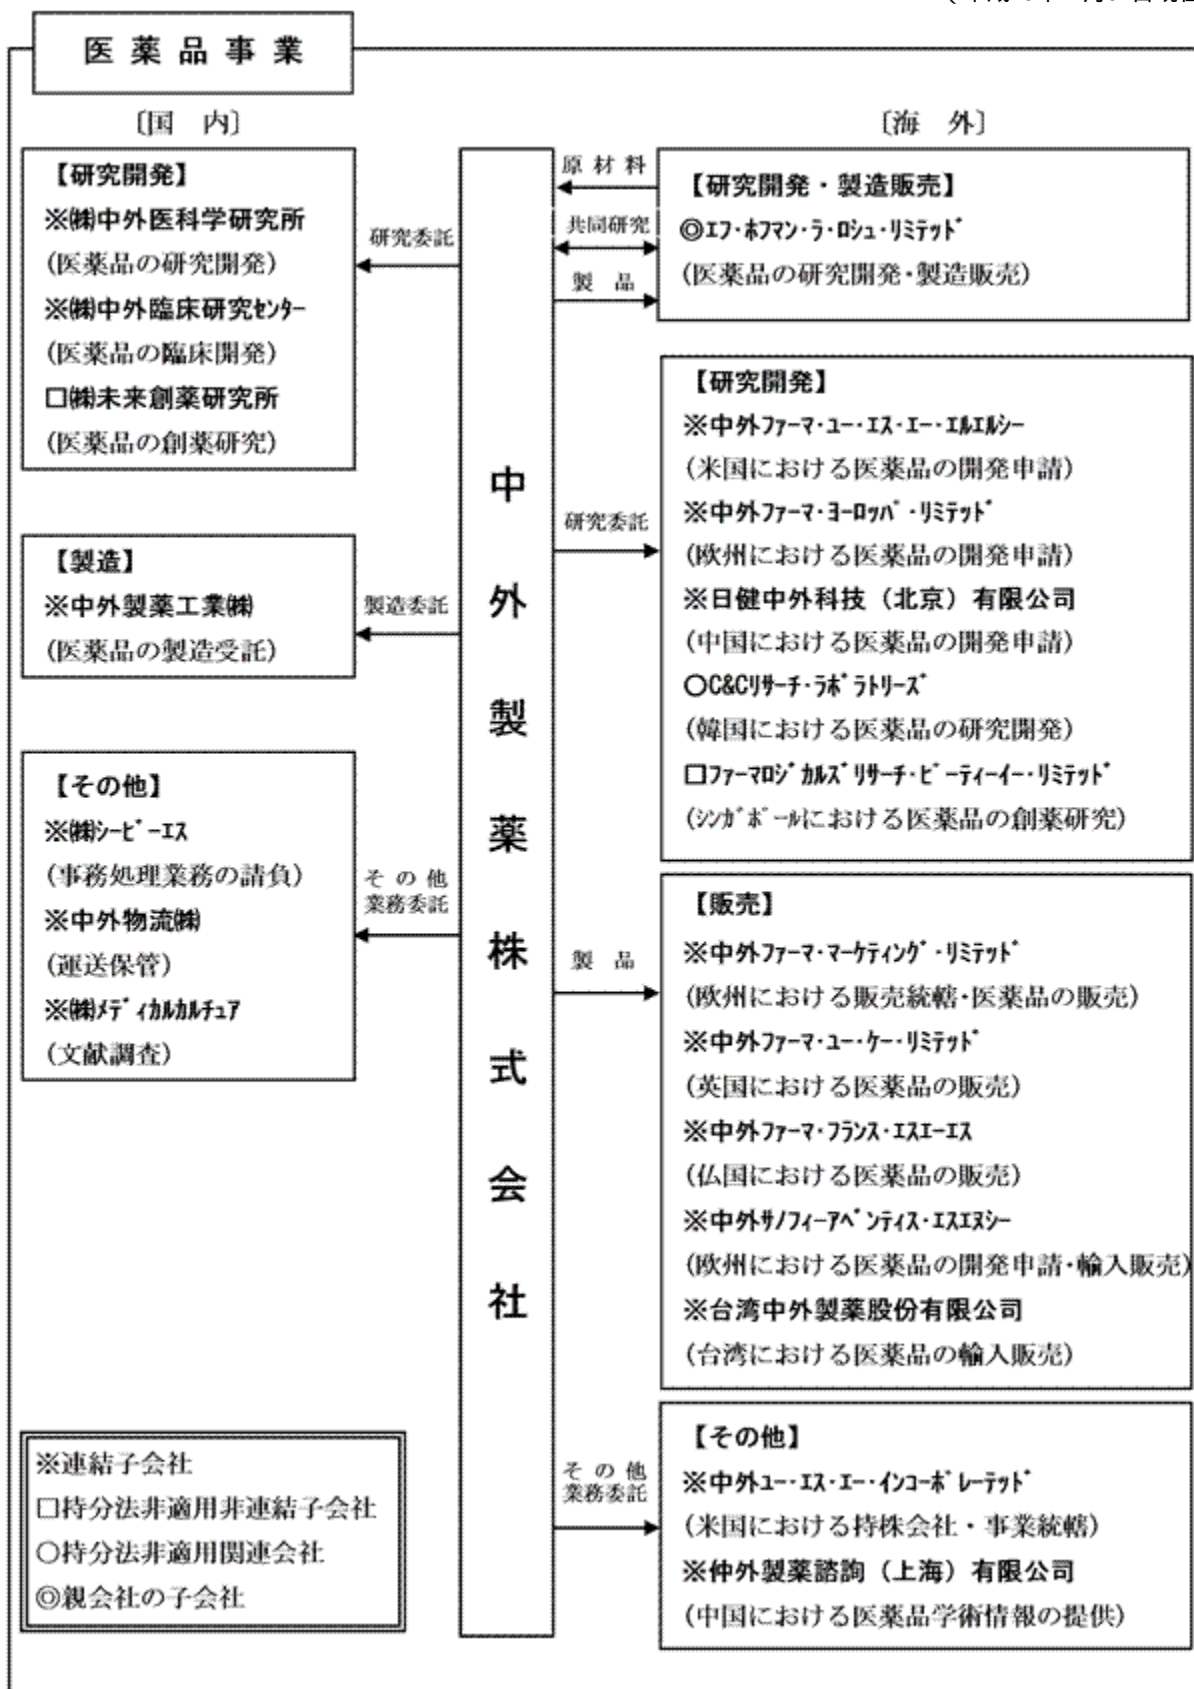 医薬品事業
〔国 内〕
〔海 外〕
【研究開発】
※㈱中外医科学研究所
(医薬品の研究開発)
※㈱中外臨床研究ｾﾝﾀｰ
(医薬品の臨床開発)
□㈱未来創薬研究所
(医薬品の創薬研究)
研究委託
【製造】
※中外製薬工業㈱
(医薬品の製造受託)
製造委託
【その他】
※㈱ｼｰﾋﾞｰｴｽ
(事務処理業務の請負)
※中外物流㈱
(運送保管)
※㈱ﾒﾃﾞｨｶﾙｶﾙﾁｭｱ
(文献調査)
その他
業務委託
中外製薬株式会社
原材料
共同研究
製 品
【研究開発・製造販売】
◎ｴﾌ･ﾎﾌﾏﾝ･ﾗ･ﾛｼｭ･ﾘﾐﾃｯﾄﾞ
(医薬品の研究開発･製造販売)
研究委託
【研究開発】
※中外ﾌｧｰﾏ･ﾕｰ･ｴｽ･ｴｰ･ｴﾙｴﾙｼｰ
(米国における医薬品の開発申請)
※中外ﾌｧｰﾏ･ﾖｰﾛｯﾊﾟ･ﾘﾐﾃｯﾄﾞ
(欧州における医薬品の開発申請)
※日健中外科技（北京）有限公司
(中国における医薬品の開発申請)
○C&Cﾘｻｰﾁ･ﾗﾎﾞﾗﾄﾘｰｽﾞ
(韓国における医薬品の研究開発)
□ﾌｧｰﾏﾛｼﾞｶﾙｽﾞﾘｻｰﾁ･ﾋﾟｰﾃｨｰｲｰ･ﾘﾐﾃｯﾄﾞ
(ｼﾝｶﾞﾎﾟｰﾙにおける医薬品の創薬研究)
製 品
【販売】
※中外ﾌｧｰﾏ･ﾏｰｹﾃｨﾝｸﾞ･ﾘﾐﾃｯﾄﾞ
(欧州における販売統轄･医薬品の販売)
※中外ﾌｧｰﾏ･ﾕｰ･ｹｰ･ﾘﾐﾃｯﾄﾞ
(英国における医薬品の販売)
※中外ﾌｧｰﾏ･ﾌﾗﾝｽ･ｴｽｴｰｴｽ
(仏国における医薬品の販売)
※中外ｻﾉﾌｨｰｱﾍﾞﾝﾃｨｽ･ｴｽｴﾇｼｰ
(欧州における医薬品の開発申請･輸入販売)
※台湾中外製薬股份有限公司
(台湾における医薬品の輸入販売)
その他
業務委託
【その他】
※中外ﾕｰ･ｴｽ･ｴｰ･ｲﾝｺｰﾎﾟﾚｰﾃｯﾄﾞ
(米国における持株会社・事業統轄)
※仲外製薬諮詢（上海）有限公司
(中国における医薬品学術情報の提供)
※連結子会社
□持分法非適用非連結子会社
○持分法非適用関連会社
◎親会社の子会社